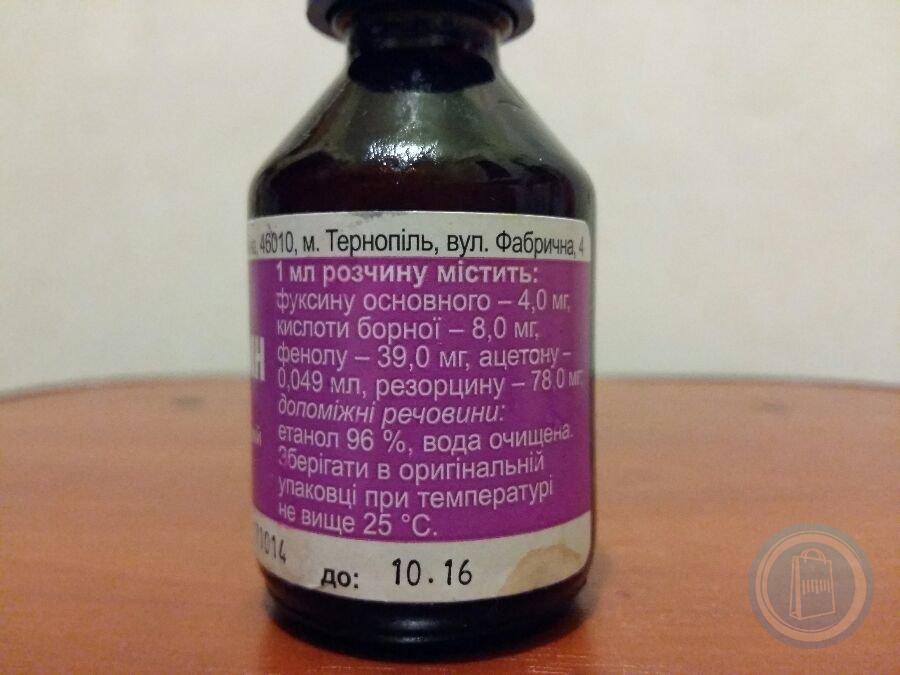 46010, м. Тернопіль, вул. Фабрична, 4
1 мл розчину містить:
фуксину основного – 4,0 мг,
кислоти борної – 8,0 мг,
фенолу – 39,0 мг, ацетону –
0,049 мл, резорцину – 78,0 мг;
допоміжні речовини:
етанол 96 %, вода очищена.
Зберігати в оригінальній
упаковці при температурі
не вище 25 °С.
до: 10.16